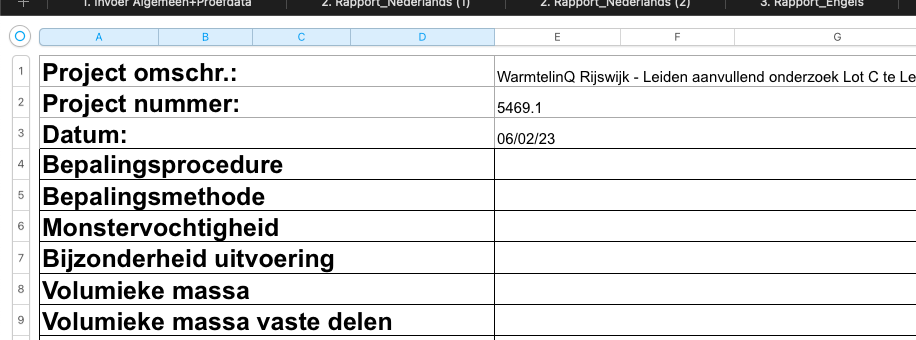 1. Invoer Algemeen+Proefdata 2. Rapport_Nederlands (1) 2. Rapport_Nederlands (2) 3. Rapport_Engels
A B C D E F G
1 Project omschr.: WarmtelinQ Rijswijk - Leiden aanvullend onderzoek Lot C te Le
2 Project nummer: 5469.1
3 Datum: 06/02/23
4 Bepalingsprocedure
5 Bepalingsmethode
6 Monstervochtigheid
7 Bijzonderheid uitvoering
8 Volumieke massa
9 Volumieke massa vaste delen